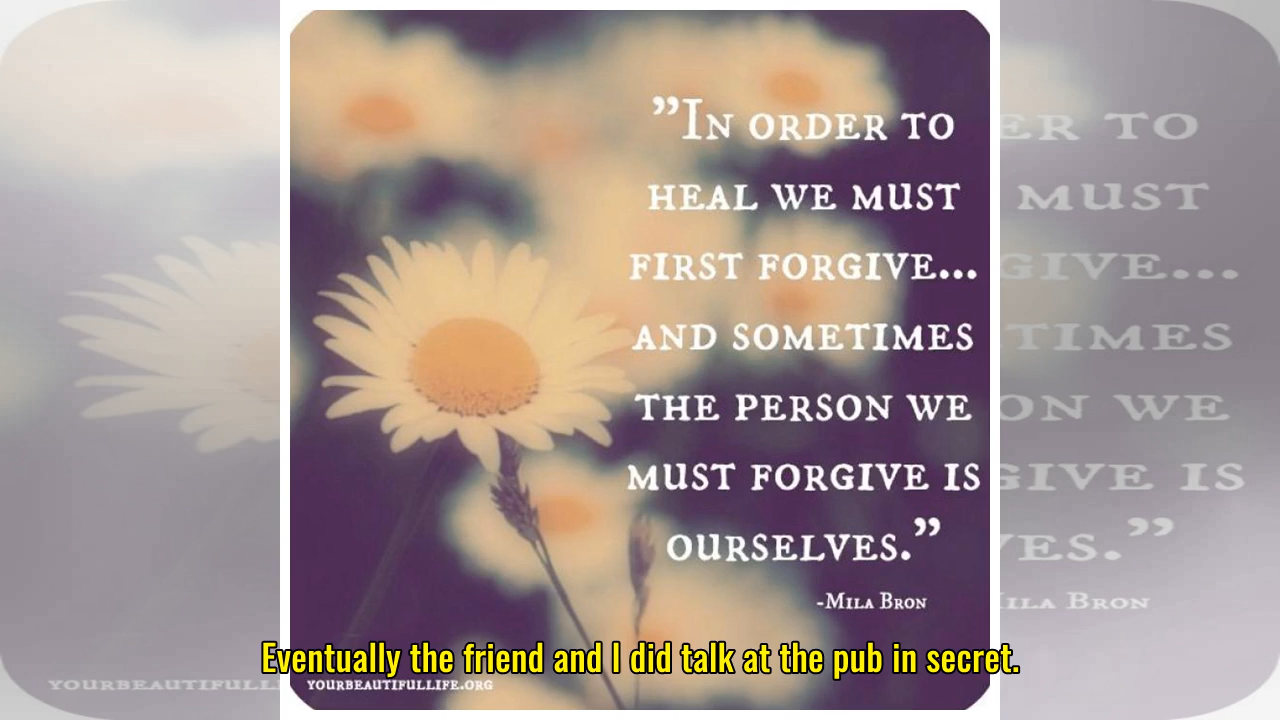 ”In order to
heal we must
first forgive...
and sometimes
the person we
must forgive is
ourselves.”
-Mila Bron
Eventually the friend and I did talk at the pub in secret.
yourbeautifullife.org